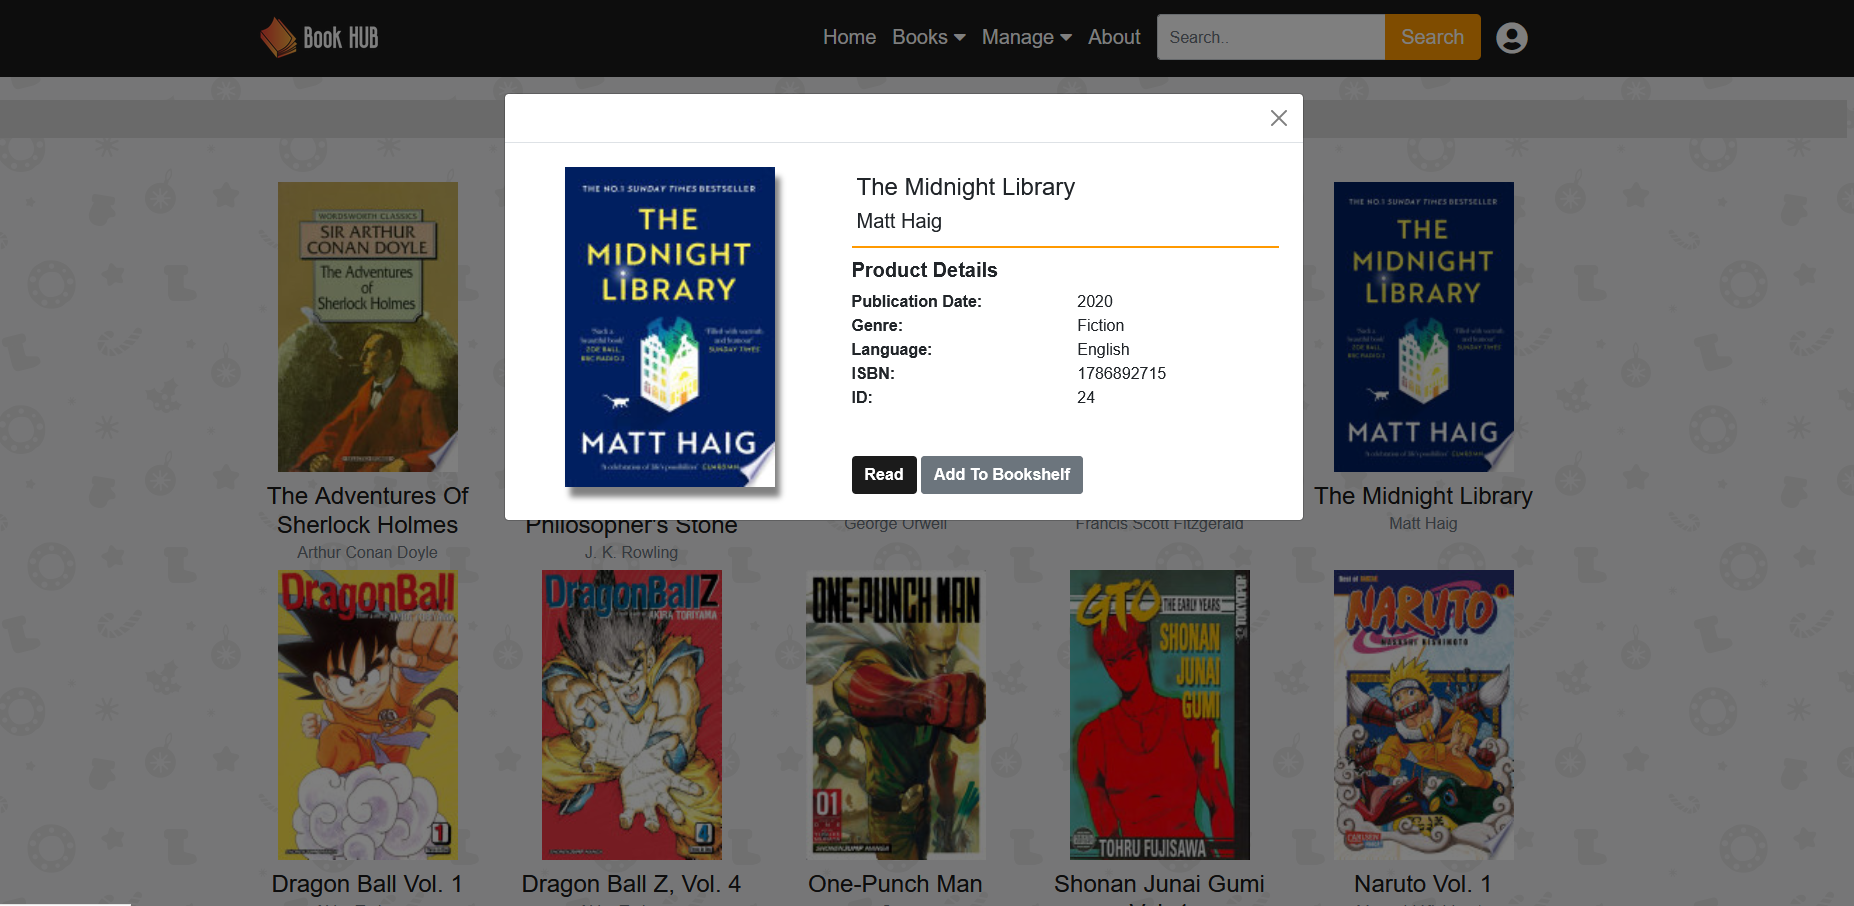 Book HUB
Home Books Manage About Search.. Search
THE NO.1 SUNDAY TIMES BESTSELLER
THE
MIDNIGHT
LIBRARY
MATT HAIG
The Midnight Library
Matt Haig
Product Details
Publication Date: 2020
Genre: Fiction
Language: English
ISBN: 1786892715
ID: 24
Read Add To Bookshelf
WORDSWORTH CLASSICS
SIR ARTHUR
CONAN DOYLE
The Adventures
of
Sherlock Holmes
The Adventures Of
Sherlock Holmes
Arthur Conan Doyle
Philosopher's Stone
J. K. Rowling
George Orwell
Francis Scott Fitzgerald
THE NO.1 SUNDAY TIMES BESTSELLER
THE
MIDNIGHT
LIBRARY
MATT HAIG
The Midnight Library
Matt Haig
DragonBall
1
Dragon Ball Vol. 1
DragonBall Z
AKIRA TORIYAMA
4
Dragon Ball Z, Vol. 4
ONE-PUNCH MAN
01
One-Punch Man
GTO
THE EARLY YEARS
TOKYOPOP
SHONAN
JUNAI
GUMI
1
TOHRU FUJISAWA
Shonan Junai Gumi
NARUTO
1
MASASHI KISHIMOTO
Naruto Vol. 1